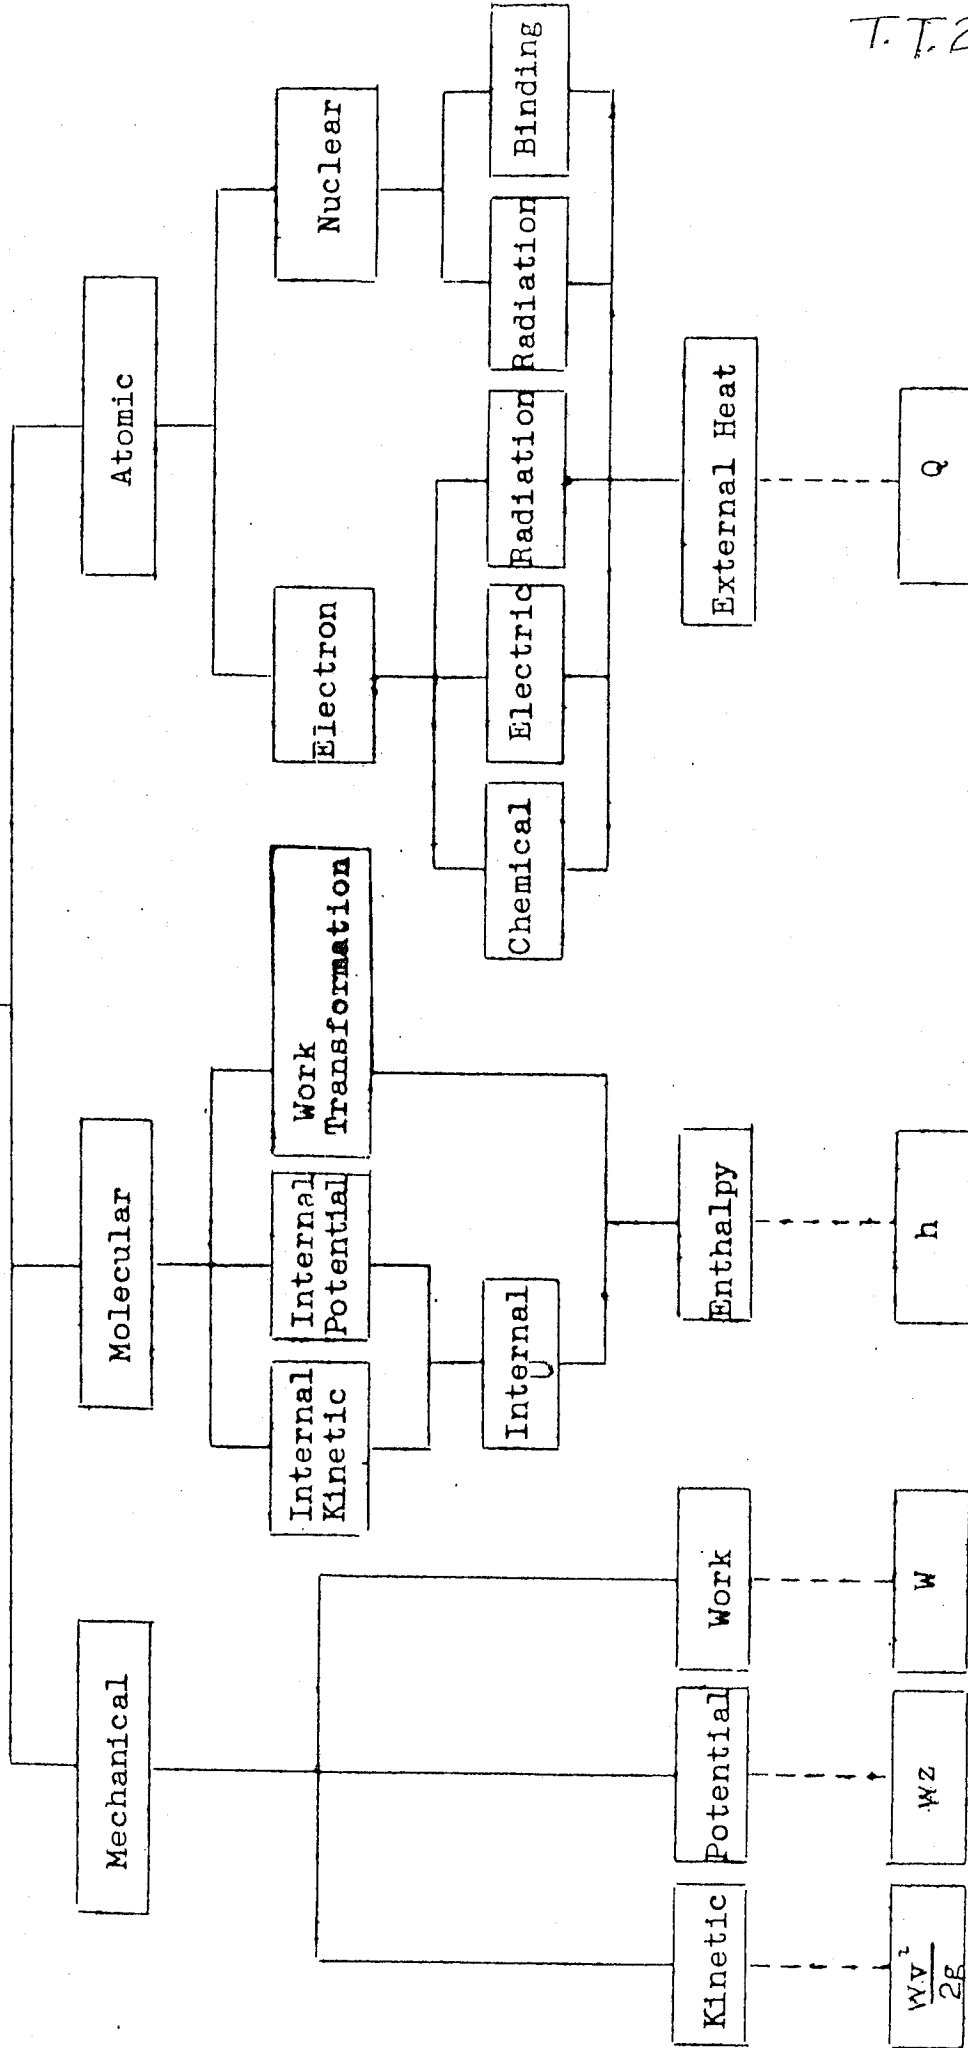 T.T.2
Mechanical
Molecular
Atomic
Internal
Kinetic
Internal
Potential
Work
Transformation
Electron
Nuclear
Internal
U
Chemical
Electric
Radiation
Radiation
Binding
Kinetic
Potential
Work
Enthalpy
External Heat
W.v²
2g
WZ
W
h
Q